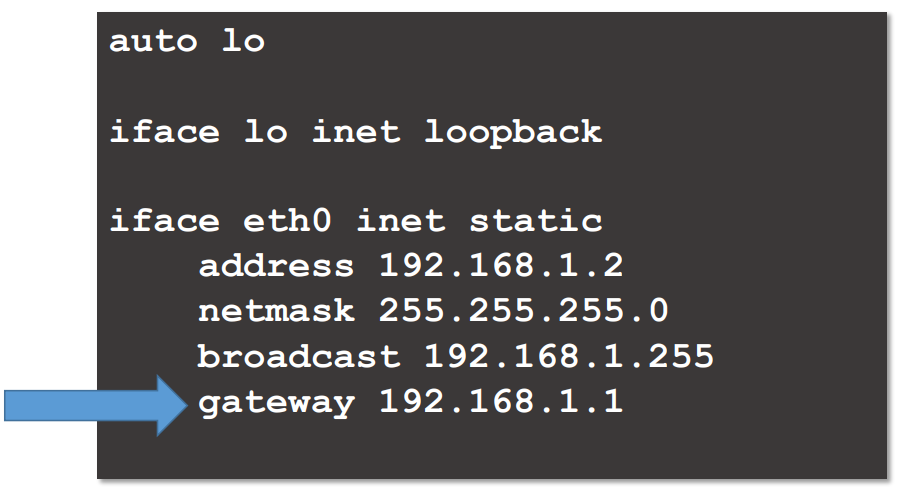 auto lo
iface lo inet loopback
iface eth0 inet static
address 192.168.1.2
netmask 255.255.255.0
broadcast 192.168.1.255
gateway 192.168.1.1